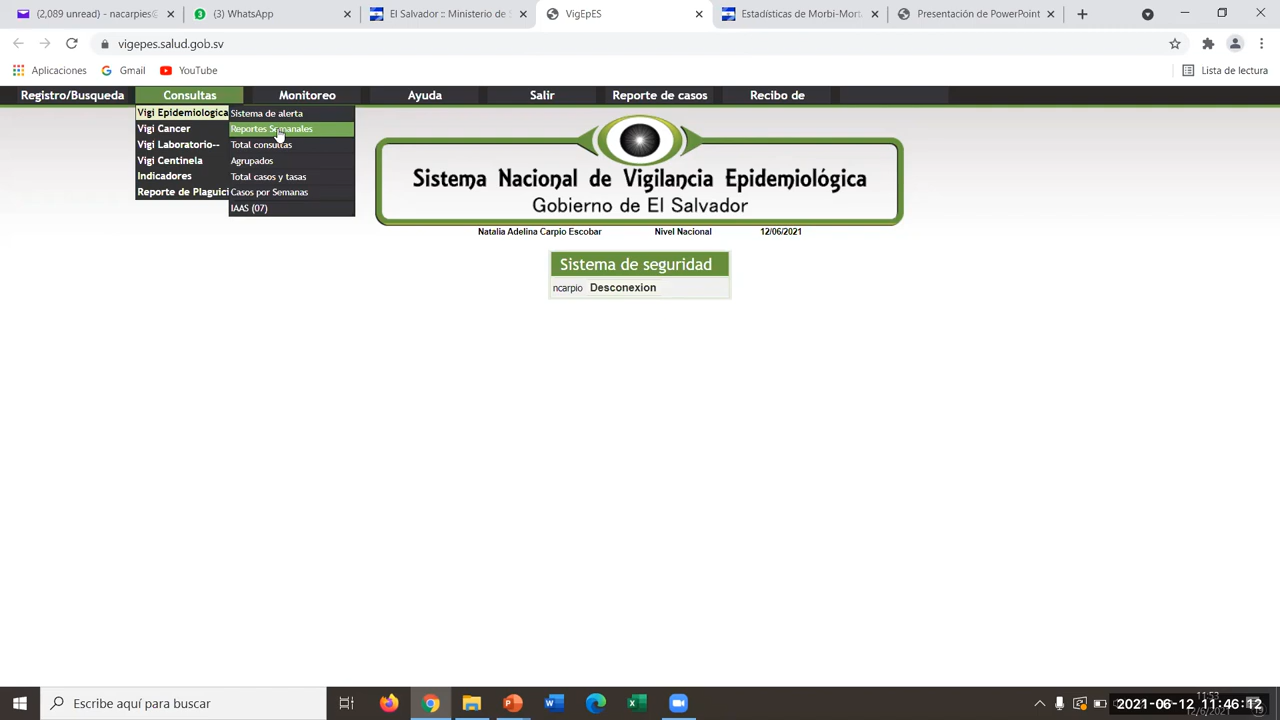 (2,089 unread) - nacarpies@
(3) WhatsApp
El Salvador :: Ministerio de S
VigEpES
Estadísticas de Morbi-Mort
Presentación de PowerPoint
vigepes.salud.gob.sv
Aplicaciones
Gmail
YouTube
Lista de lectura
Registro/Busqueda
Consultas
Monitoreo
Ayuda
Salir
Reporte de casos
Recibo de
Vigi Epidemiologica
Sistema de alerta
Vigi Cancer
Reportes Semanales
Vigi Laboratorio--
Total consultas
Vigi Centinela
Agrupados
Indicadores
Total casos y tasas
Reporte de Plaguici
Casos por Semanas
IAAS (07)
Sistema Nacional de Vigilancia Epidemiológica
Gobierno de El Salvador
Natalia Adelina Carpio Escobar
Nivel Nacional
12/06/2021
Sistema de seguridad
ncarpio
Desconexion
Escribe aquí para buscar
11:53
2021-06-12 11:46:12